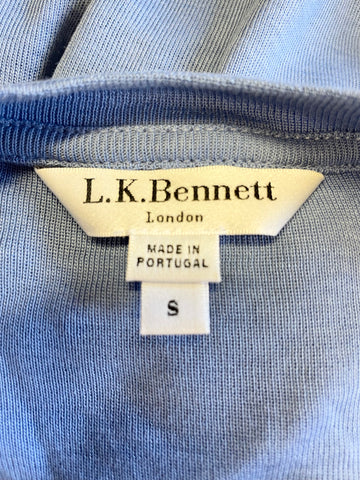 L.K.Bennett
London
MADE IN
PORTUGAL
S